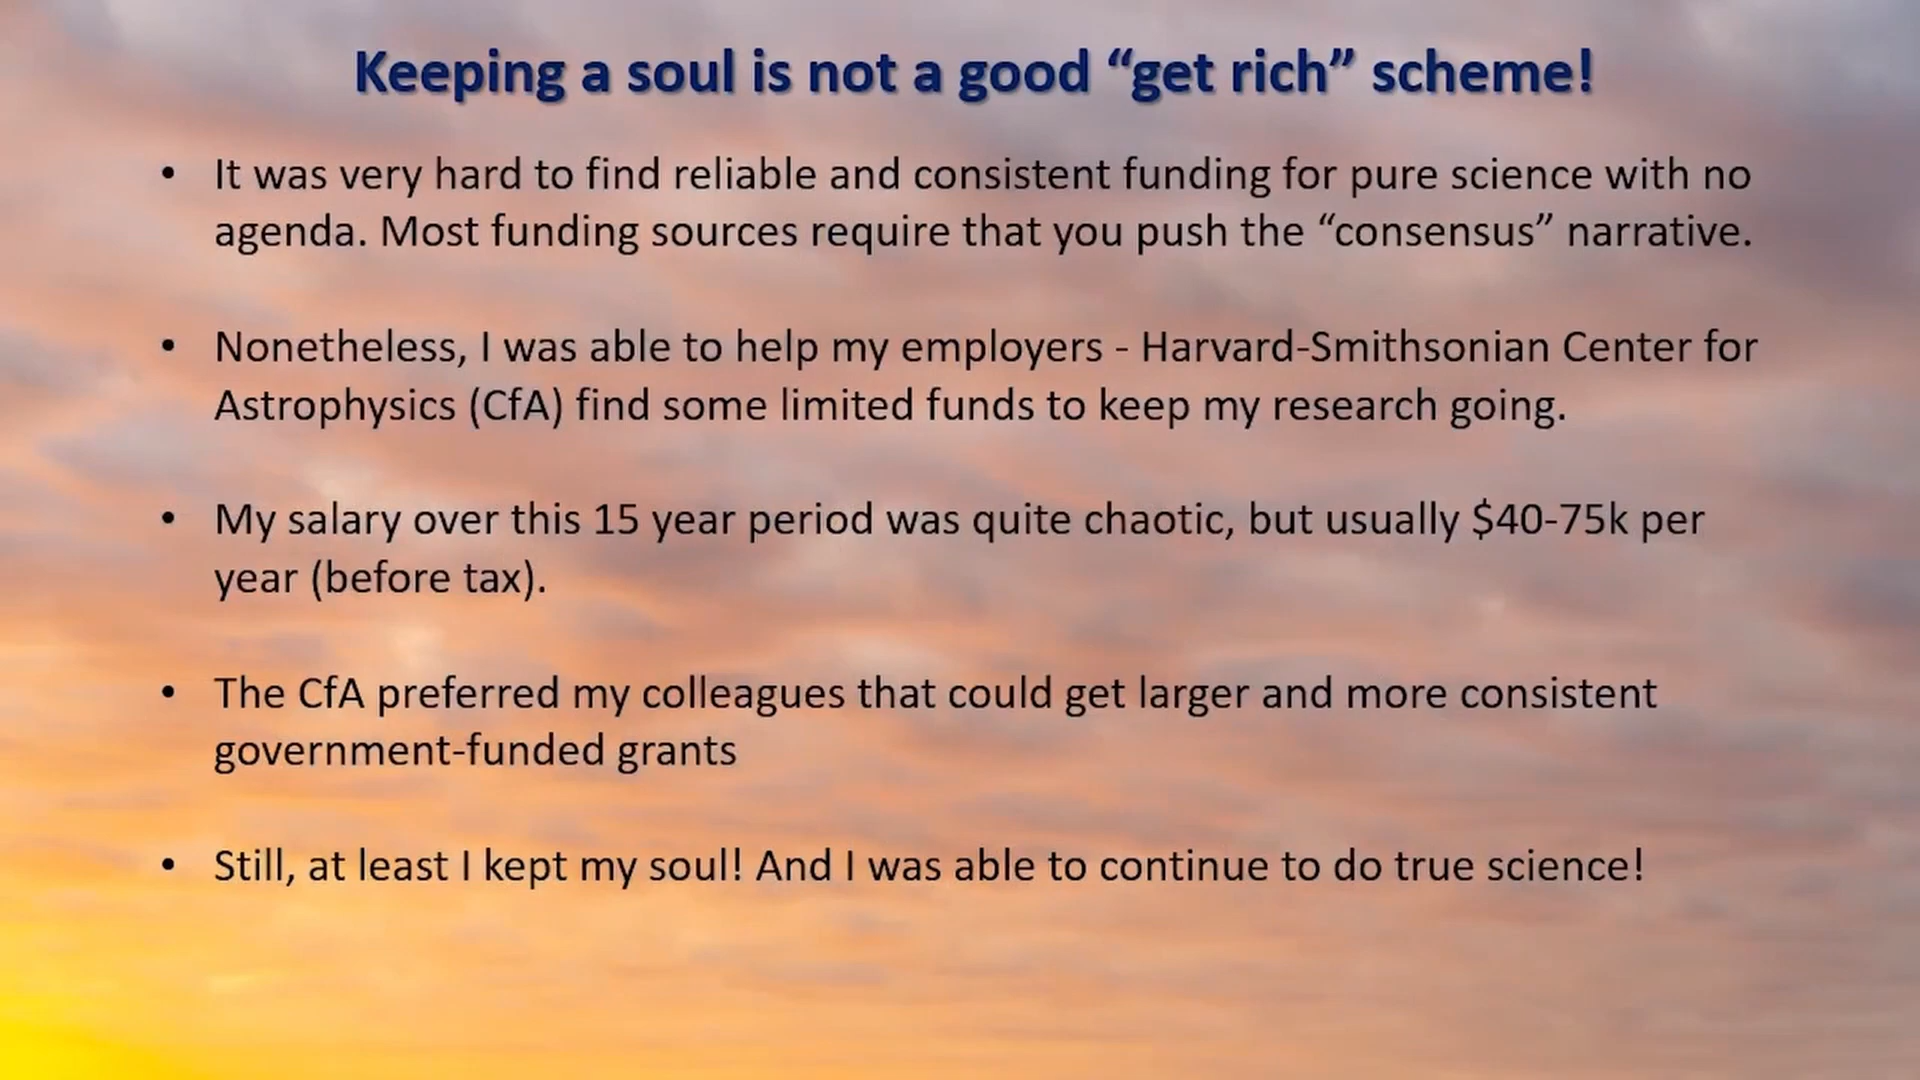 Keeping a soul is not a good “get rich” scheme!
• It was very hard to find reliable and consistent funding for pure science with no
agenda. Most funding sources require that you push the “consensus” narrative.
• Nonetheless, I was able to help my employers - Harvard-Smithsonian Center for
Astrophysics (CfA) find some limited funds to keep my research going.
• My salary over this 15 year period was quite chaotic, but usually $40-75k per
year (before tax).
• The CfA preferred my colleagues that could get larger and more consistent
government-funded grants
• Still, at least I kept my soul! And I was able to continue to do true science!